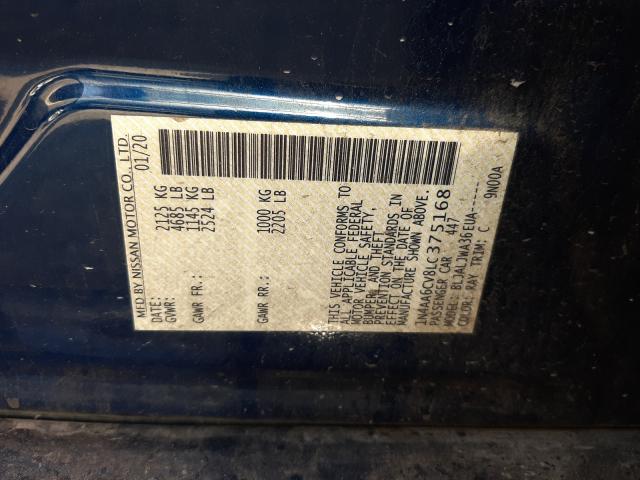 MFD BY NISSAN MOTOR CO., LTD.
DATE: 01/20
GVWR: 2125 KG
4685 LB
GAWR FR.: 1145 KG
2524 LB
GAWR RR.: 1000 KG
2205 LB
THIS VEHICLE CONFORMS TO
ALL APPLICABLE FEDERAL
MOTOR VEHICLE SAFETY,
BUMPER, AND THEFT
PREVENTION STANDARDS IN
EFFECT ON THE DATE OF
MANUFACTURE SHOWN ABOVE.
1N4AA6CV8LC375168
PASSENGER CAR 447
MODEL: BLJALJWA36EUA-----
COLOR: RAY TRIM: C 9N00A